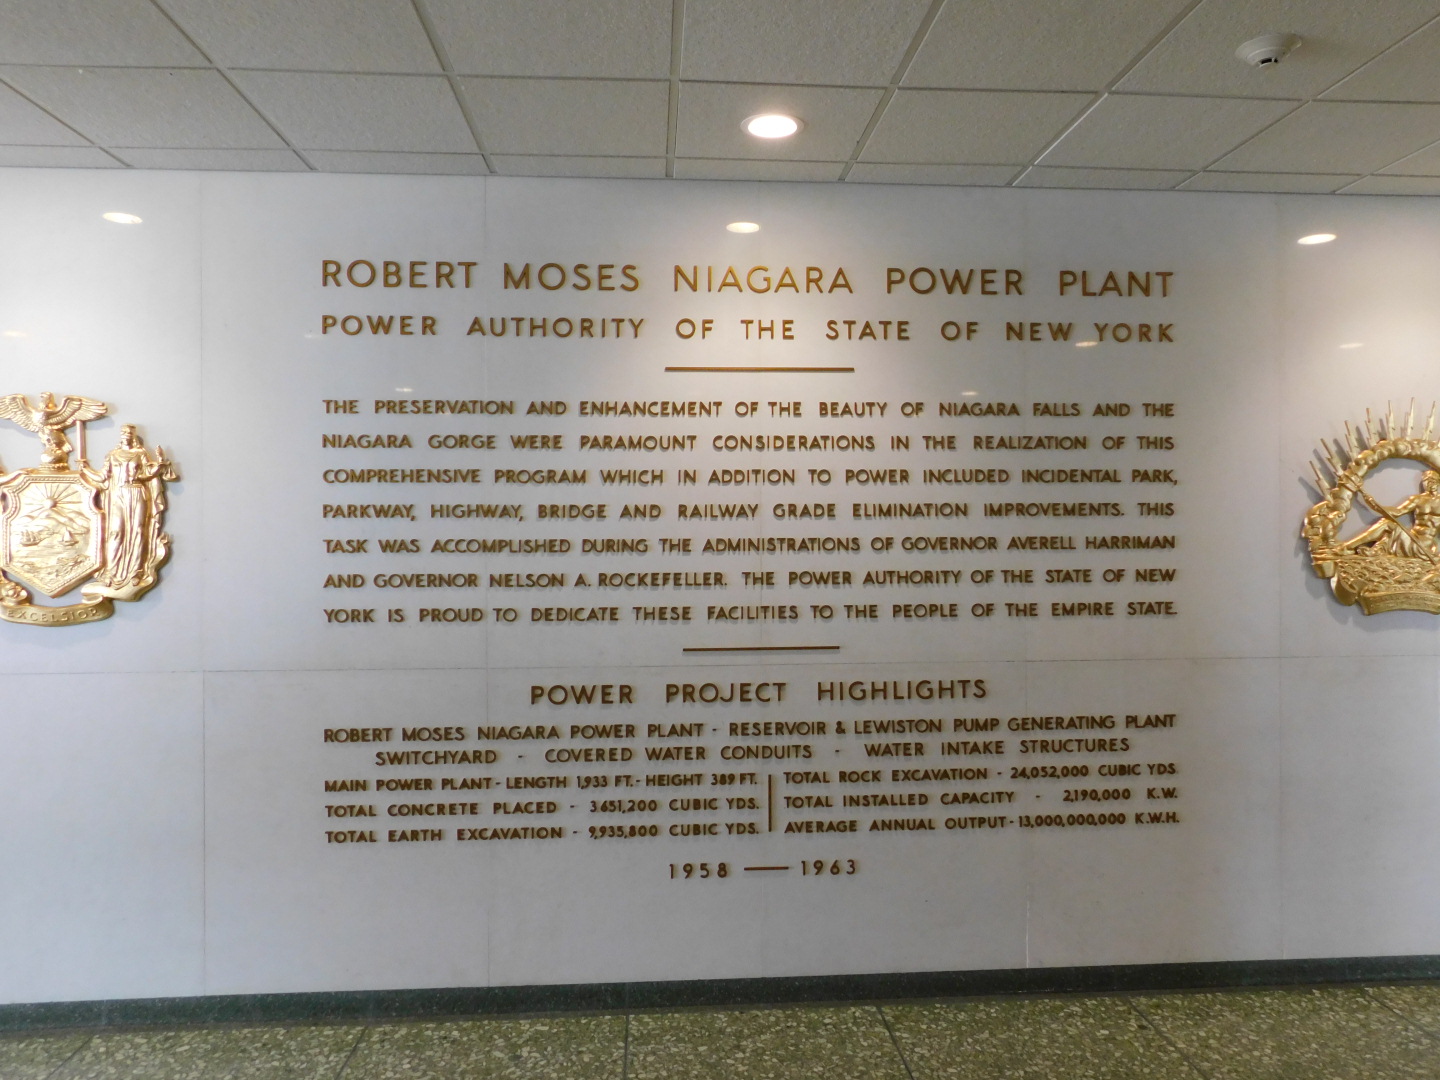 ROBERT MOSES NIAGARA POWER PLANT
POWER AUTHORITY OF THE STATE OF NEW YORK
THE PRESERVATION AND ENHANCEMENT OF THE BEAUTY OF NIAGARA FALLS AND THE
NIAGARA GORGE WERE PARAMOUNT CONSIDERATIONS IN THE REALIZATION OF THIS
COMPREHENSIVE PROGRAM WHICH IN ADDITION TO POWER INCLUDED INCIDENTAL PARK,
PARKWAY, HIGHWAY, BRIDGE AND RAILWAY GRADE ELIMINATION IMPROVEMENTS. THIS
TASK WAS ACCOMPLISHED DURING THE ADMINISTRATIONS OF GOVERNOR AVERELL HARRIMAN
AND GOVERNOR NELSON A. ROCKEFELLER. THE POWER AUTHORITY OF THE STATE OF NEW
YORK IS PROUD TO DEDICATE THESE FACILITIES TO THE PEOPLE OF THE EMPIRE STATE.
EXCELSIOR
POWER PROJECT HIGHLIGHTS
ROBERT MOSES NIAGARA POWER PLANT - RESERVOIR & LEWISTON PUMP GENERATING PLANT
SWITCHYARD - COVERED WATER CONDUITS - WATER INTAKE STRUCTURES
MAIN POWER PLANT - LENGTH 1,933 FT. - HEIGHT 389 FT.
TOTAL CONCRETE PLACED - 3,651,200 CUBIC YDS.
TOTAL EARTH EXCAVATION - 9,935,800 CUBIC YDS.
TOTAL ROCK EXCAVATION - 24,052,000 CUBIC YDS.
TOTAL INSTALLED CAPACITY - 2,190,000 K.W.
AVERAGE ANNUAL OUTPUT - 13,000,000,000 K.W.H.
1958 — 1963